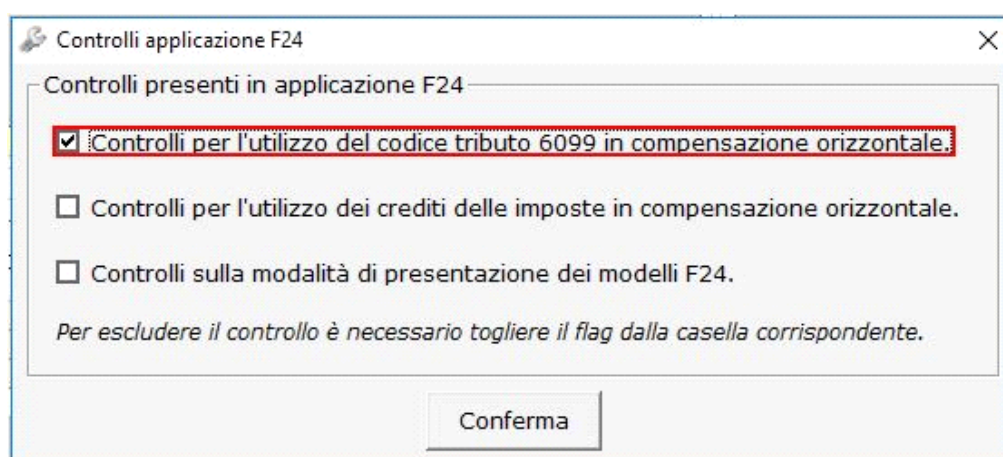 Controlli applicazione F24
Controlli presenti in applicazione F24
Controlli per l'utilizzo del codice tributo 6099 in compensazione orizzontale.
Controlli per l'utilizzo dei crediti delle imposte in compensazione orizzontale.
Controlli sulla modalità di presentazione dei modelli F24.
Per escludere il controllo è necessario togliere il flag dalla casella corrispondente.
Conferma